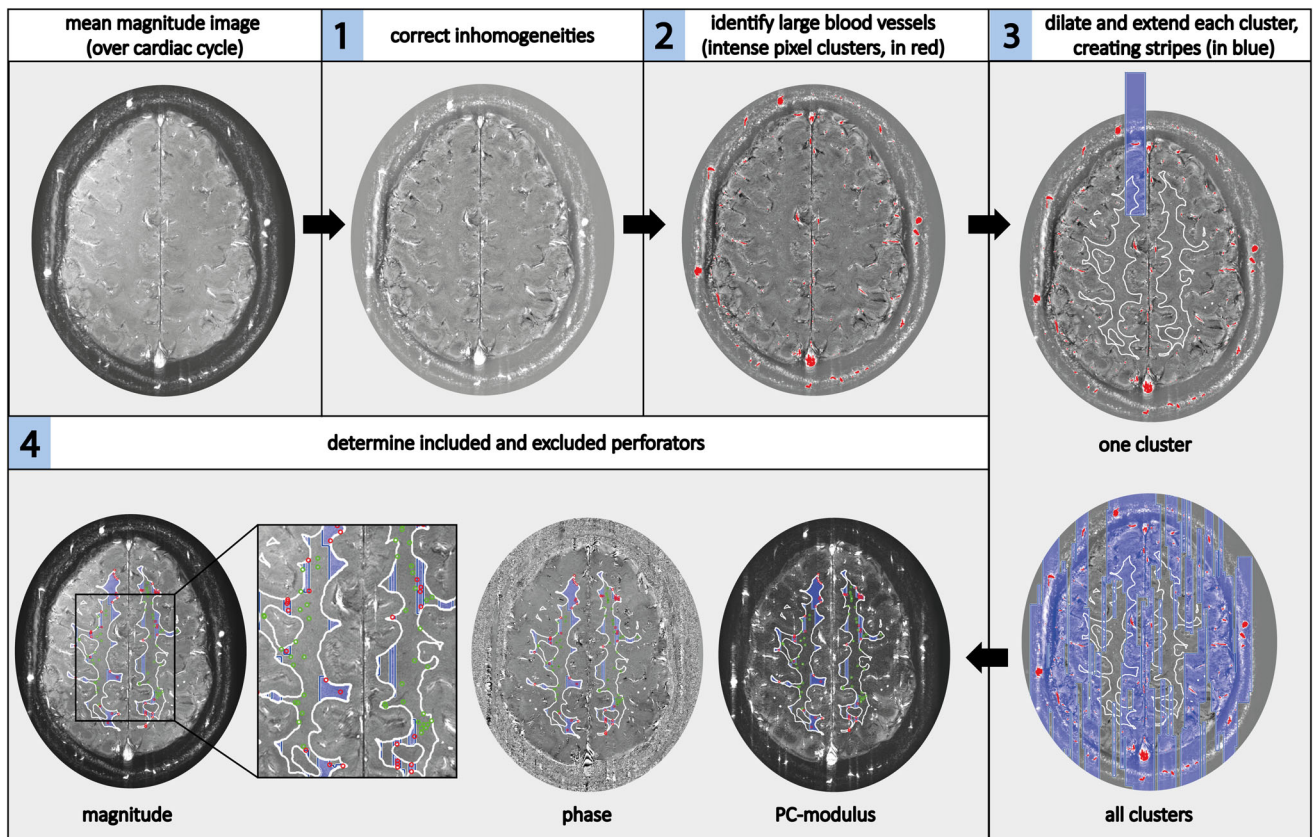 mean magnitude image
(over cardiac cycle)
1
correct inhomogeneities
2
identify large blood vessels
(intense pixel clusters, in red)
3
dilate and extend each cluster,
creating stripes (in blue)
one cluster
4
determine included and excluded perforators
magnitude
phase
PC-modulus
all clusters